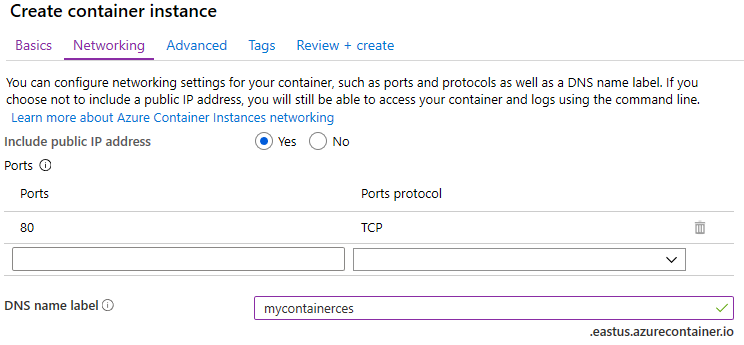 Create container instance
Basics Networking Advanced Tags Review + create
You can configure networking settings for your container, such as ports and protocols as well as a DNS name label. If you
choose not to include a public IP address, you will still be able to access your container and logs using the command line.
Learn more about Azure Container Instances networking
Include public IP address Yes No
Ports
Ports Ports protocol
80 TCP
DNS name label mycontainerces
.eastus.azurecontainer.io